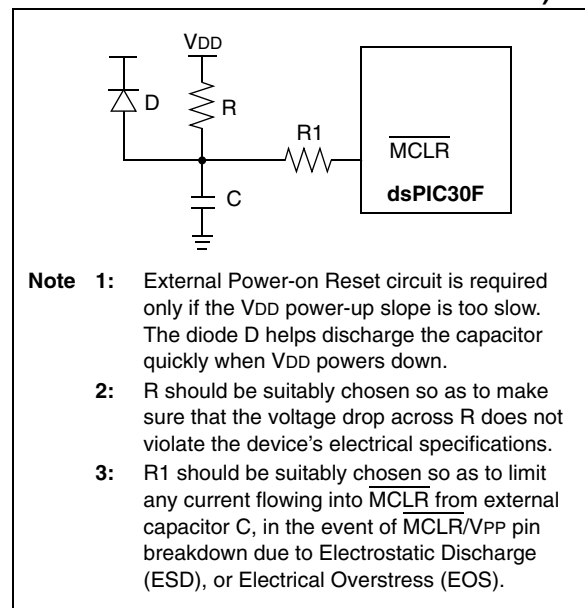 VDD
D
R
R1
MCLR
dsPIC30F
C
Note 1: External Power-on Reset circuit is required
only if the VDD power-up slope is too slow.
The diode D helps discharge the capacitor
quickly when VDD powers down.
2: R should be suitably chosen so as to make
sure that the voltage drop across R does not
violate the device's electrical specifications.
3: R1 should be suitably chosen so as to limit
any current flowing into MCLR from external
capacitor C, in the event of MCLR/VPP pin
breakdown due to Electrostatic Discharge
(ESD), or Electrical Overstress (EOS).